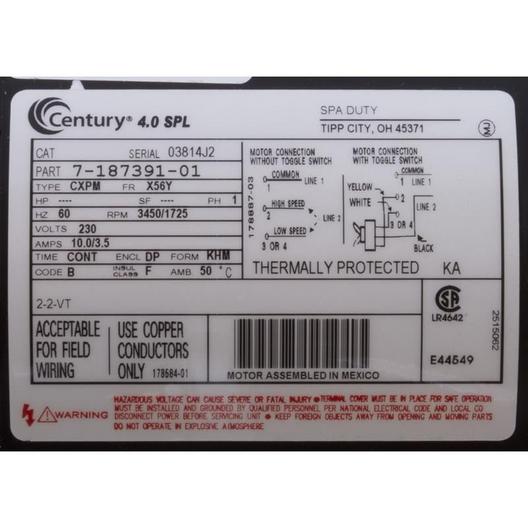 Century® 4.0 SPL
SPA DUTY
TIPP CITY, OH 45371
MJ
CAT SERIAL 03814J2
PART 7-187391-01
TYPE CXPM FR X56Y
HP ---- SF ---- PH 1
HZ 60 RPM 3450/1725
VOLTS 230
AMPS 10.0/3.5
TIME CONT ENCL DP FORM KHM
CODE B INSUL CLASS F AMB 50 °C
178887-03
MOTOR CONNECTION
WITHOUT TOGGLE SWITCH
COMMON
1
LINE 1
HIGH SPEED
2
LINE 2
LOW SPEED
3 OR 4
MOTOR CONNECTION
WITH TOGGLE SWITCH
COMMON
1
LINE 1
YELLOW
2
WHITE
3 OR 4
LINE 2
BLACK
THERMALLY PROTECTED KA
2-2-VT
SA
LR4642
2515062
ACCEPTABLE
FOR FIELD
WIRING
USE COPPER
CONDUCTORS
ONLY 178584-01
MOTOR ASSEMBLED IN MEXICO
E44549
WARNING
HAZARDOUS VOLTAGE CAN CAUSE SEVERE OR FATAL INJURY ●TERMINAL COVER MUST BE IN PLACE FOR SAFE USE
MUST BE INSTALLED AND GROUNDED BY QUALIFIED PERSONNEL PER NATIONAL ELECTRICAL CODE AND LOCAL CO
DISCONNECT POWER BEFORE SERVICING UNIT ● KEEP FOREIGN OBJECTS AWAY FROM OPENING AND MOVING PARTS
DO NOT OPERATE IN EXPLOSIVE ATMOSPHERE